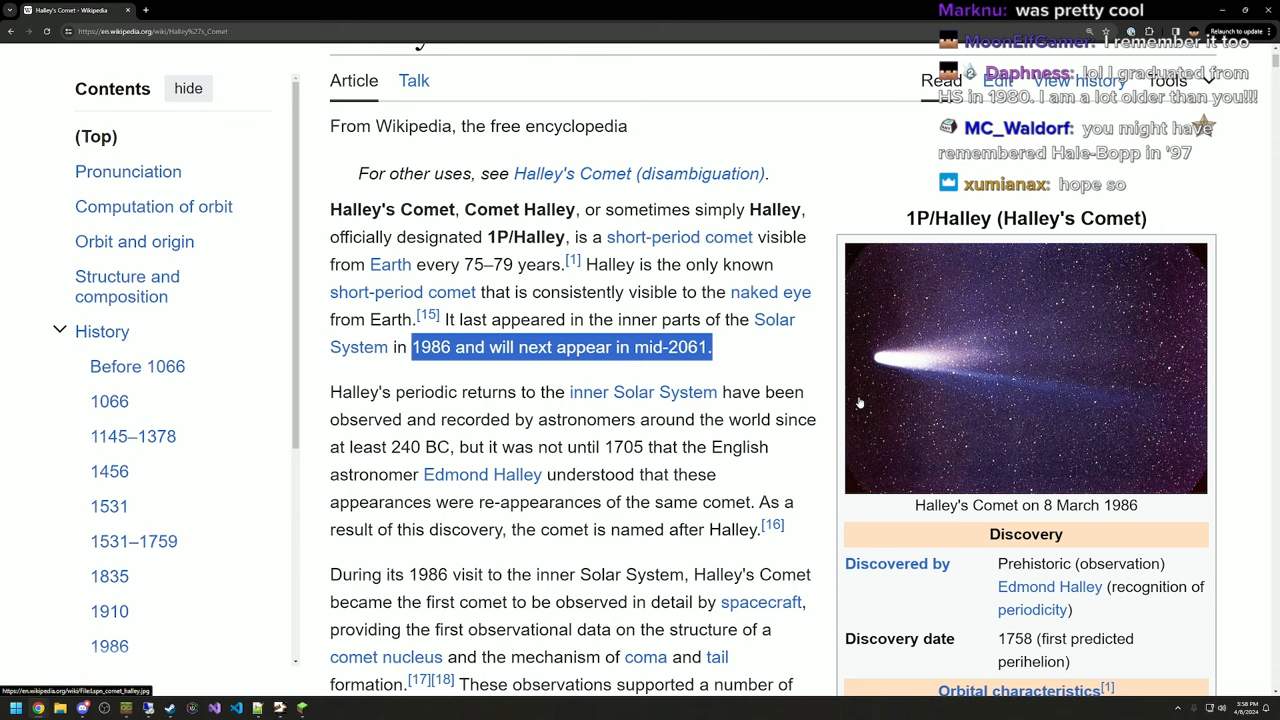 Halley's Comet - Wikipedia
https://en.wikipedia.org/wiki/Halley%27s_Comet
Relaunch to update
Marknu: was pretty cool
MoonElfGamer: I remember it too
Daphness: lol I graduated from
HS in 1980. I am a lot older than you!!!
MC_Waldorf: you might have
remembered Hale-Bopp in '97
xumianax: hope so
Contents
hide
(Top)
Pronunciation
Computation of orbit
Orbit and origin
Structure and
composition
History
Before 1066
1066
1145–1378
1456
1531
1531–1759
1835
1910
1986
Article
Talk
Read
Edit
View history
Tools
From Wikipedia, the free encyclopedia
For other uses, see Halley's Comet (disambiguation).
Halley's Comet, Comet Halley, or sometimes simply Halley,
officially designated 1P/Halley, is a short-period comet visible
from Earth every 75–79 years.[1] Halley is the only known
short-period comet that is consistently visible to the naked eye
from Earth.[15] It last appeared in the inner parts of the Solar
System in 1986 and will next appear in mid-2061.
Halley's periodic returns to the inner Solar System have been
observed and recorded by astronomers around the world since
at least 240 BC, but it was not until 1705 that the English
astronomer Edmond Halley understood that these
appearances were re-appearances of the same comet. As a
result of this discovery, the comet is named after Halley.[16]
During its 1986 visit to the inner Solar System, Halley's Comet
became the first comet to be observed in detail by spacecraft,
providing the first observational data on the structure of a
comet nucleus and the mechanism of coma and tail
formation.[17][18] These observations supported a number of
1P/Halley (Halley's Comet)
Halley's Comet on 8 March 1986
Discovery
Discovered by
Prehistoric (observation)
Edmond Halley (recognition of
periodicity)
Discovery date
1758 (first predicted
perihelion)
Orbital characteristics[1]
https://en.wikipedia.org/wiki/File:Lspn_comet_halley.jpg
3:58 PM
4/8/2024